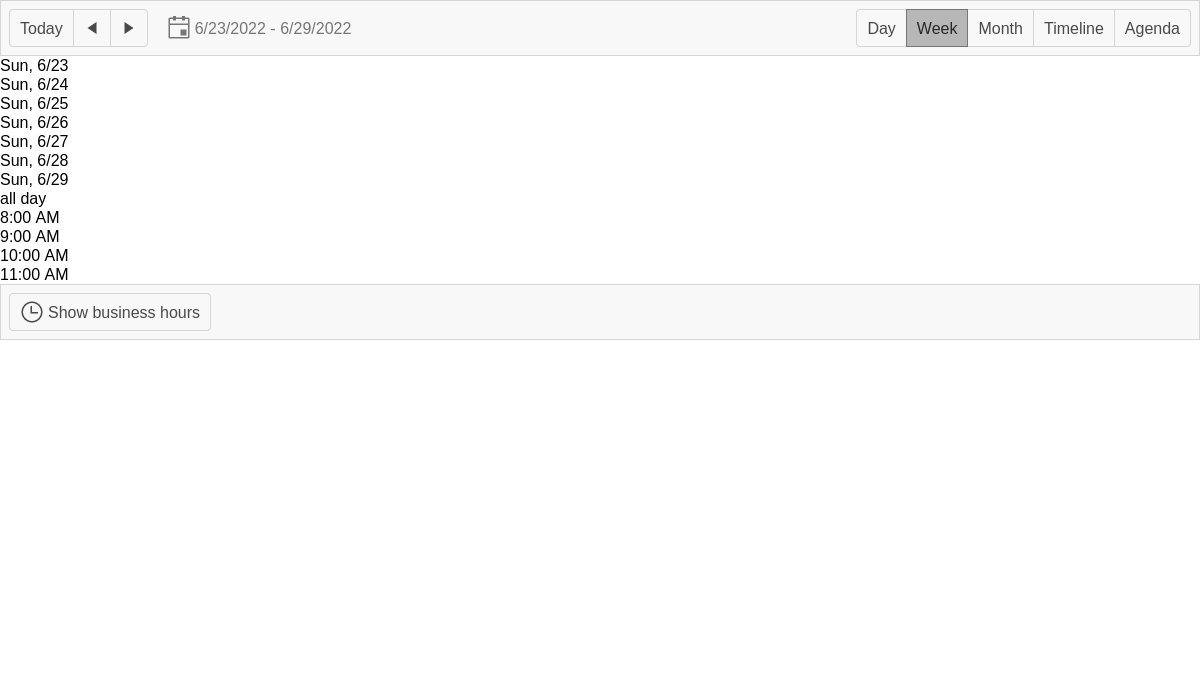 Today 6/23/2022 - 6/29/2022 Day Week Month Timeline Agenda
Sun, 6/23
Sun, 6/24
Sun, 6/25
Sun, 6/26
Sun, 6/27
Sun, 6/28
Sun, 6/29
all day
8:00 AM
9:00 AM
10:00 AM
11:00 AM
Show business hours